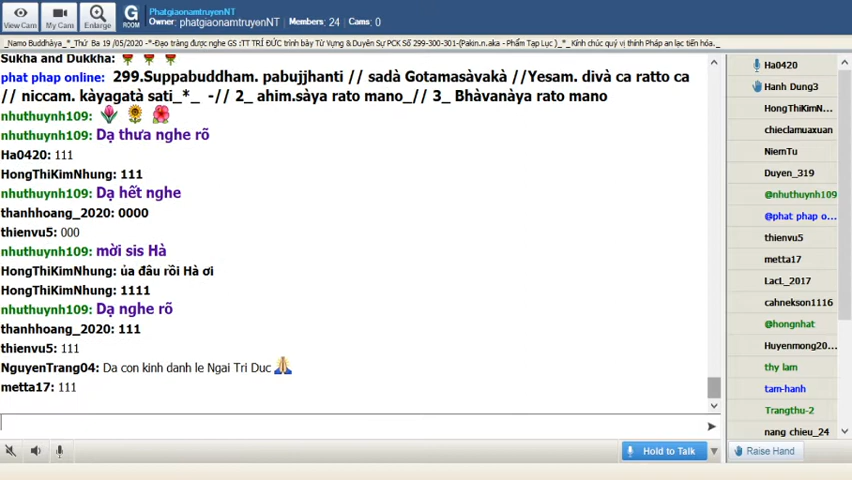 View Cam
My Cam
Enlarge
G
ROOM
PhatgiaonamtruyenNT
Owner: phatgiaonamtruyenNT Members: 24 Cams: 0
_Namo Buddhàya_*_Thứ Ba 19 /05/2020 -*-Đạo tràng được nghe GS :TT TRÍ ĐỨC trình bày Từ Vựng & Duyên Sự PCK Số 299-300-301-(Pakin.n.aka - Phẩm Tạp Lục )_*_ Kính chúc quý vị thính Pháp an lạc tiến hóa._
Sukha and Dukkha:
phat phap online: 299.Suppabuddham. pabujjhanti // sadà Gotamasàvakà //Yesam. divà ca ratto ca
// niccam. kàyagatà sati_*_ -// 2_ ahim.sàya rato mano_// 3_ Bhàvanàya rato mano
nhuthuynh109:
nhuthuynh109: Dạ thưa nghe rõ
Ha0420: 111
HongThiKimNhung: 111
nhuthuynh109: Dạ hết nghe
thanhhoang_2020: 0000
thienvu5: 000
nhuthuynh109: mời sis Hà
HongThiKimNhung: ủa đâu rồi Hà ơi
HongThiKimNhung: 1111
nhuthuynh109: Dạ nghe rõ
thanhhoang_2020: 111
thienvu5: 111
NguyenTrang04: Da con kinh danh le Ngai Tri Duc
metta17: 111
Hold to Talk
Ha0420
Hanh Dung3
HongThiKimN...
chieclamuaxuan
NiemTu
Duyen_319
@nhuthuynh109
@phat phap o...
thienvu5
metta17
LacL_2017
cahnekson1116
@hongnhat
Huyenmong20...
thy lam
tam-hanh
Trangthu-2
nang chieu_24
Raise Hand